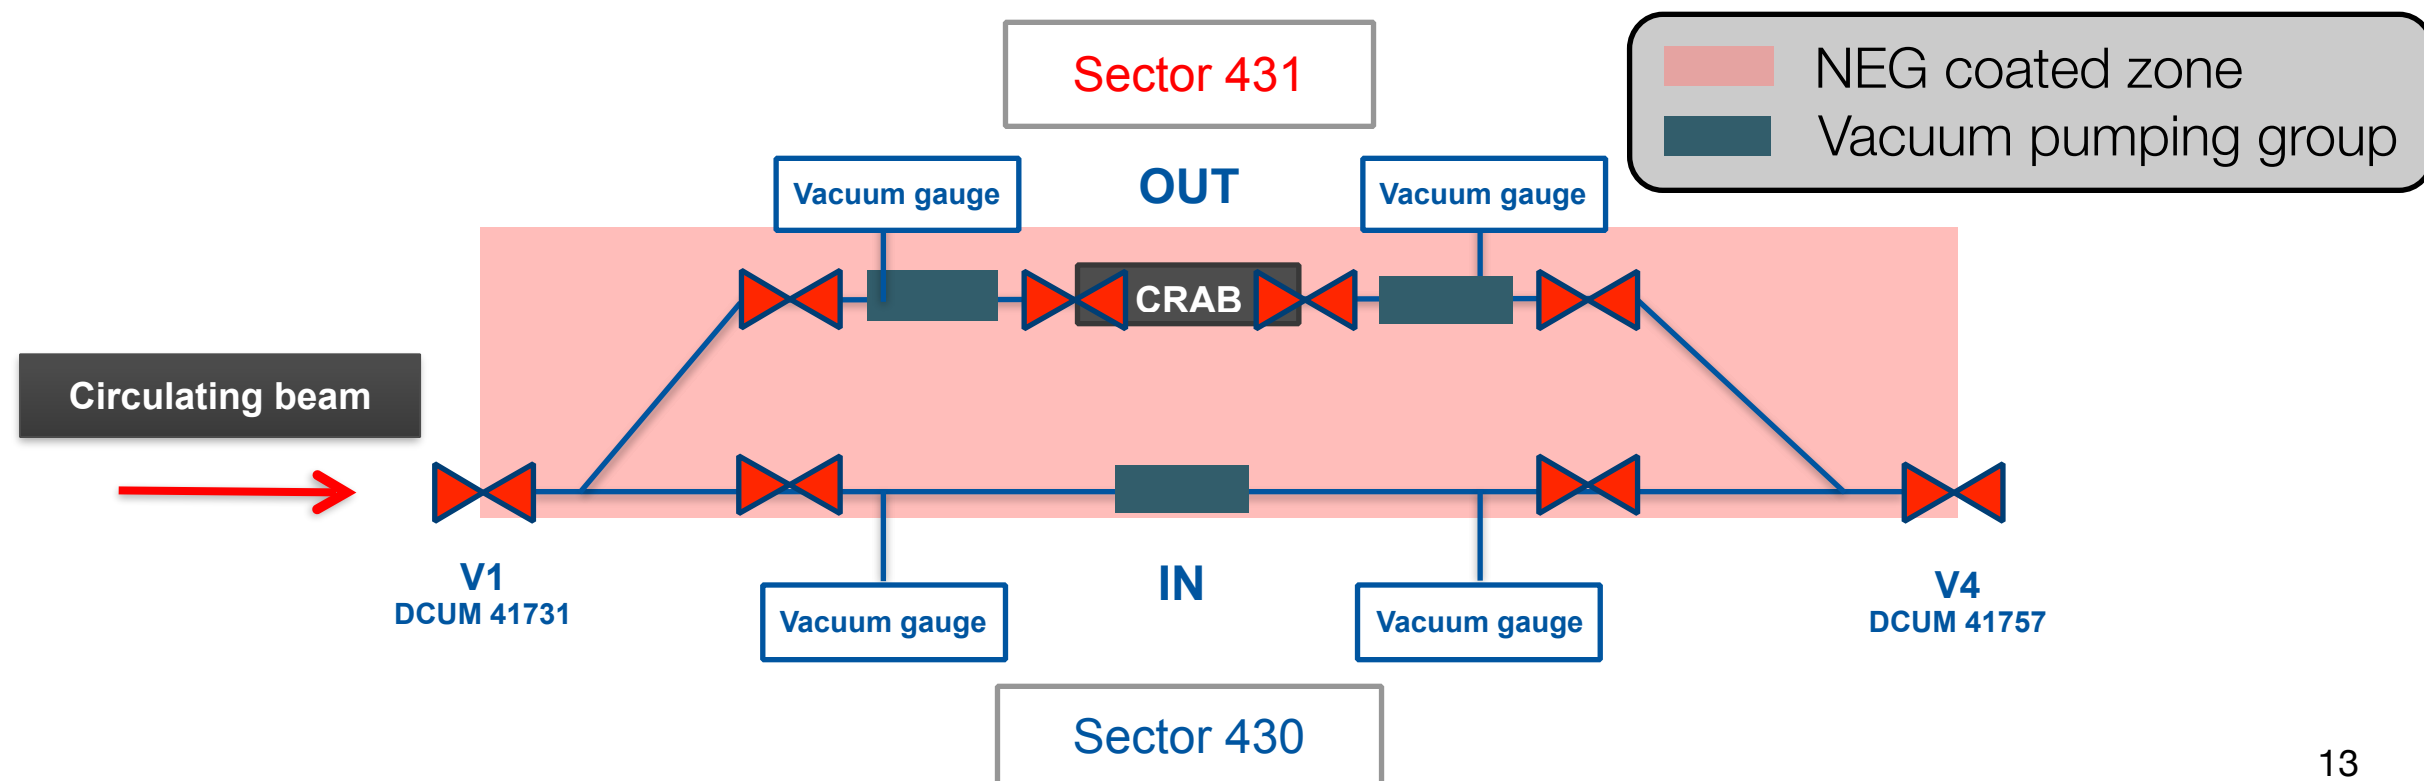 Sector 431
NEG coated zone
Vacuum pumping group
Vacuum gauge
OUT
Vacuum gauge
CRAB
Circulating beam
V1
DCUM 41731
IN
V4
DCUM 41757
Vacuum gauge
Vacuum gauge
Sector 430
13